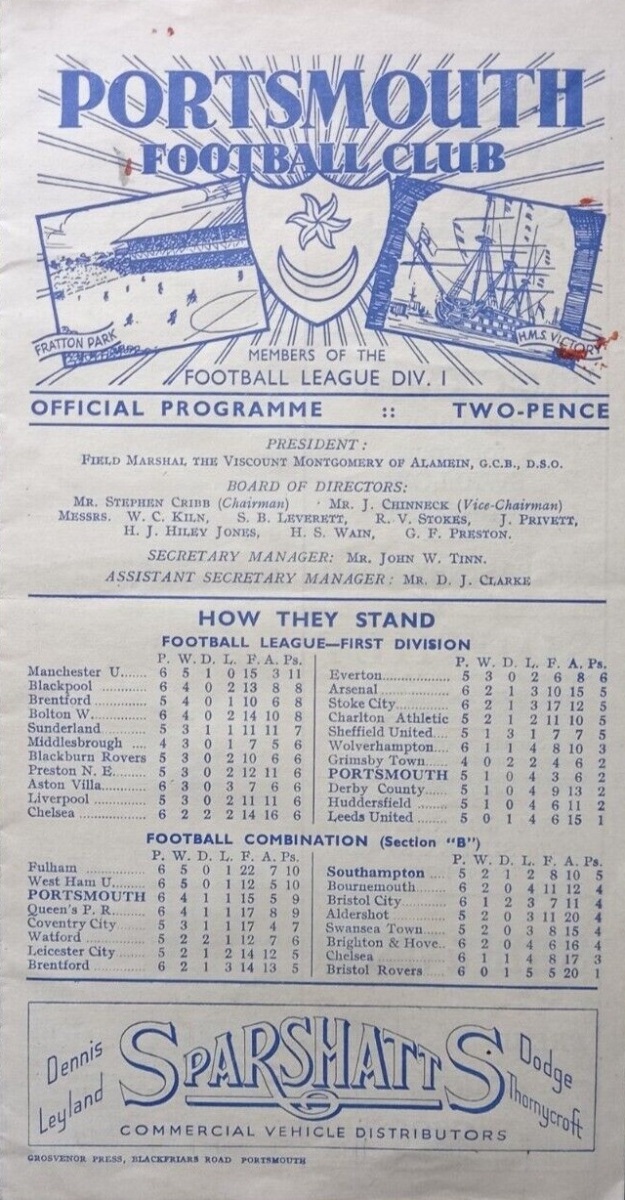 PORTSMOUTH
FOOTBALL CLUB
FRATTON PARK
H.M.S. VICTORY
MEMBERS OF THE
FOOTBALL LEAGUE DIV. I
OFFICIAL PROGRAMME :: TWO-PENCE
PRESIDENT:
FIELD MARSHAL THE VISCOUNT MONTGOMERY OF ALAMEIN, G.C.B., D.S.O.
BOARD OF DIRECTORS:
MR. STEPHEN CRIBB (Chairman) MR. J. CHINNECK (Vice-Chairman)
MESSRS. W. C. KILN, S. B. LEVERETT, R. V. STOKES, J. PRIVETT,
H. J. HILEY JONES, H. S. WAIN, G. F. PRESTON.
SECRETARY MANAGER: MR. JOHN W. TINN.
ASSISTANT SECRETARY MANAGER: MR. D. J. CLARKE
HOW THEY STAND
FOOTBALL LEAGUE—FIRST DIVISION
P. W. D. L. F. A. Ps.
Manchester U...... 6 5 1 0 15 3 11
Blackpool ............ 6 4 0 2 13 8 8
Brentford ............ 5 4 0 1 10 6 8
Bolton W............. 6 4 0 2 14 10 8
Sunderland ......... 5 3 1 1 11 11 7
Middlesbrough .... 4 3 0 1 7 5 6
Blackburn Rovers 5 3 0 2 10 6 6
Preston N. E........ 5 3 0 2 12 11 6
Aston Villa........... 6 3 0 3 7 6 6
Liverpool ............ 5 3 0 2 11 11 6
Chelsea ............... 6 2 2 2 14 16 6
P. W. D. L. F. A. Ps.
Everton............... 5 3 0 2 6 8 6
Arsenal ............... 6 2 1 3 10 15 5
Stoke City........... 6 2 1 3 17 12 5
Charlton Athletic 5 2 1 2 11 10 5
Sheffield United.... 5 1 3 1 7 7 5
Wolverhampton.... 6 1 1 4 8 10 3
Grimsby Town..... 4 0 2 2 4 6 2
PORTSMOUTH 5 1 0 4 3 6 2
Derby County...... 5 1 0 4 9 13 2
Huddersfield ....... 5 1 0 4 6 11 2
Leeds United ....... 5 0 1 4 6 15 1
FOOTBALL COMBINATION (Section "B")
P. W. D. L. F. A. Ps.
Fulham ............... 6 5 0 1 22 7 10
West Ham U........ 6 5 0 1 12 5 10
PORTSMOUTH 6 4 1 1 15 5 9
Queen's P. R........ 6 4 1 1 17 8 9
Coventry City ...... 5 3 1 1 17 4 7
Watford .............. 5 2 2 1 12 7 6
Leicester City ...... 5 2 1 2 14 12 5
Brentford ............ 6 2 1 3 14 13 5
P. W. D. L. F. A. Ps.
Southampton .... 5 2 1 2 8 10 5
Bournemouth ...... 6 2 0 4 11 12 4
Bristol City ......... 6 1 2 3 7 11 4
Aldershot ............ 5 2 0 3 11 20 4
Swansea Town..... 5 2 0 3 8 15 4
Brighton & Hove.. 6 2 0 4 6 16 4
Chelsea ............... 6 1 1 4 8 17 3
Bristol Rovers ..... 6 0 1 5 5 20 1
Dennis
Leyland
SPARSHATTS
Dodge
Thornycroft
COMMERCIAL VEHICLE DISTRIBUTORS
GROSVENOR PRESS, BLACKFRIARS ROAD PORTSMOUTH